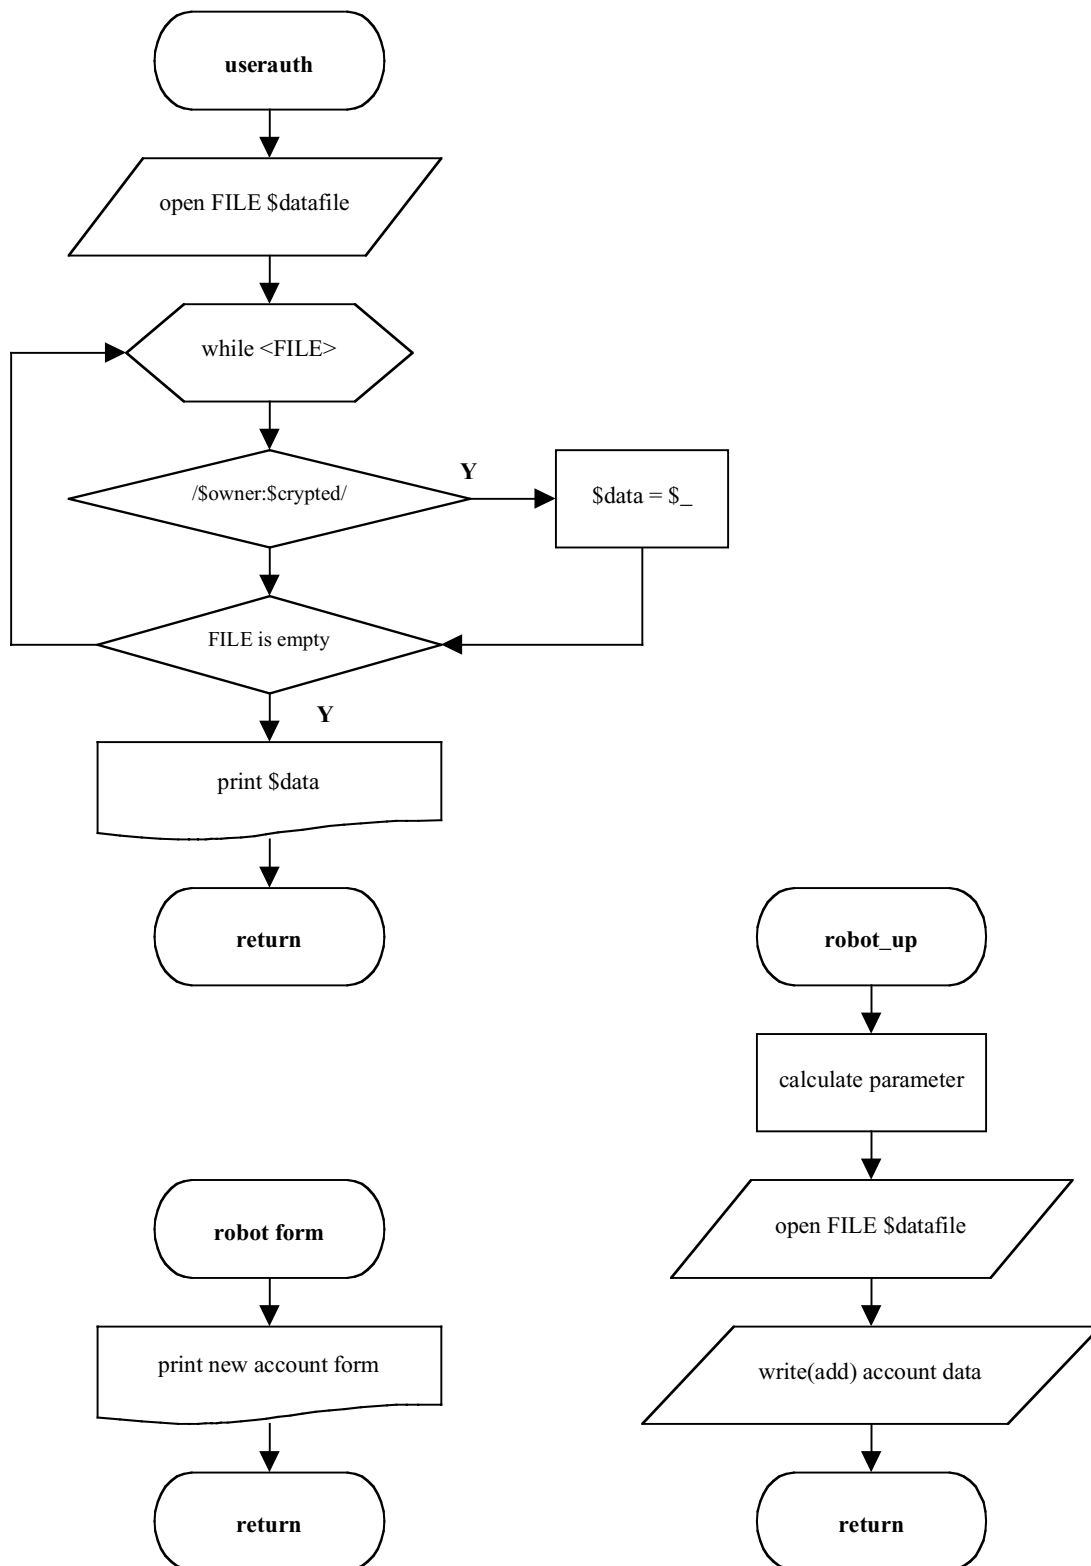 userauth
open FILE $datafile
while <FILE>
/$owner:$crypted/
Y
$data = $_
FILE is empty
Y
print $data
return
robot form
print new account form
return
robot_up
calculate parameter
open FILE $datafile
write(add) account data
return